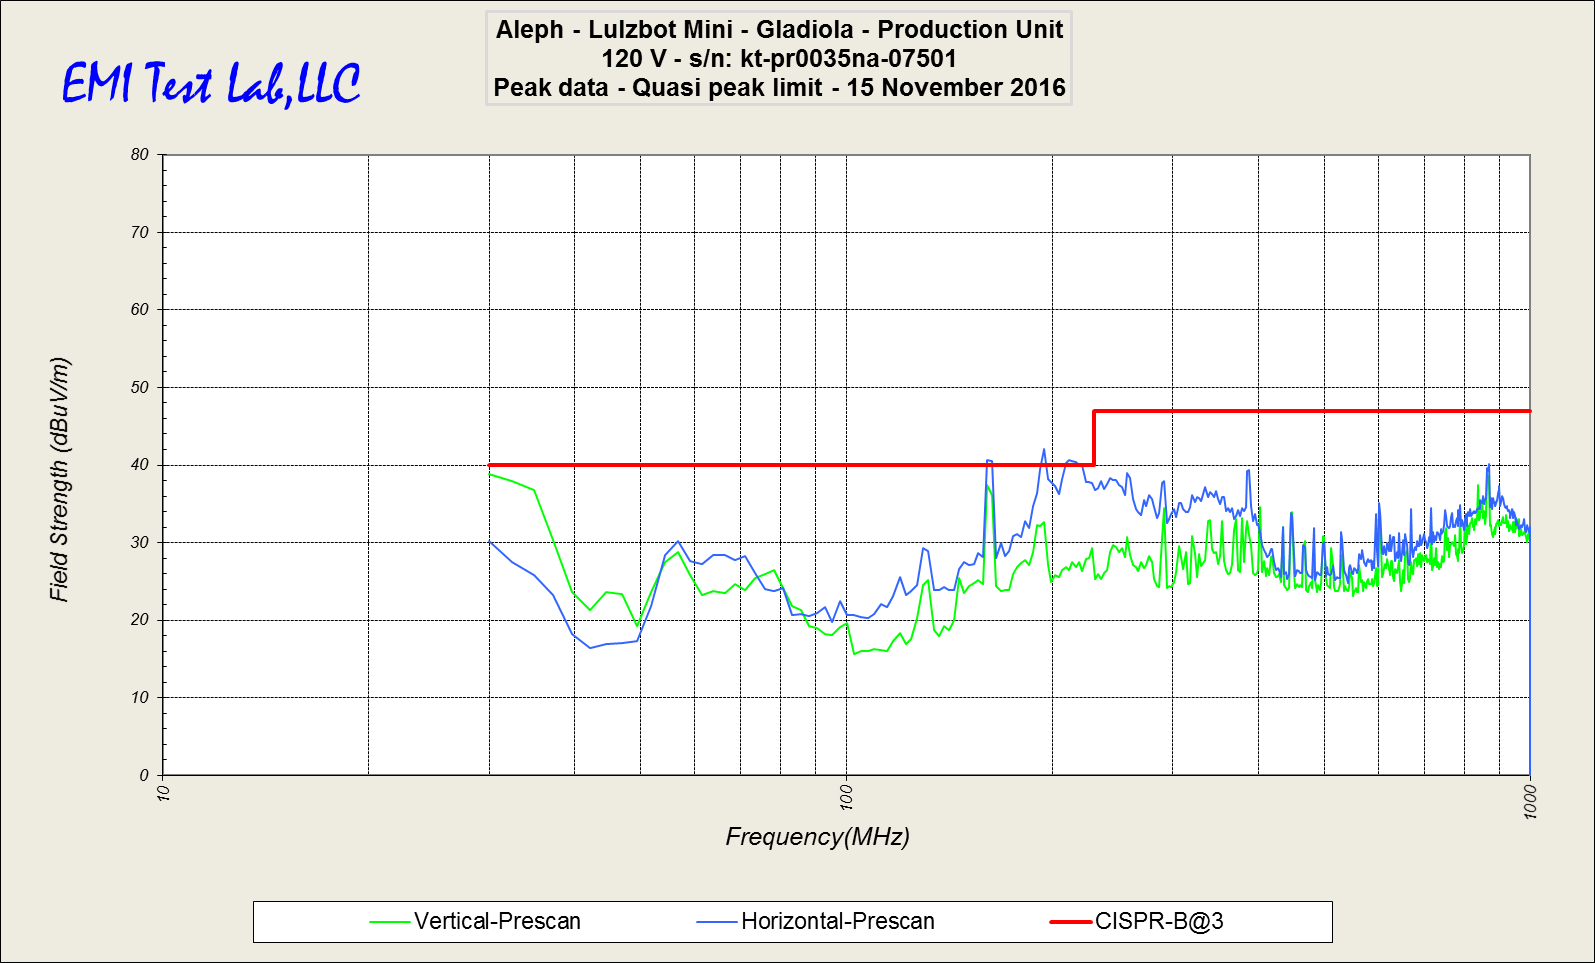 Aleph - Lulzbot Mini - Gladiola - Production Unit
120 V - s/n: kt-pr0035na-07501
Peak data - Quasi peak limit - 15 November 2016
EMI Test Lab,LLC
80
70
60
50
40
30
20
10
0
Field Strength (dBuV/m)
10
100
1000
Frequency(MHz)
Vertical-Prescan
Horizontal-Prescan
CISPR-B@3